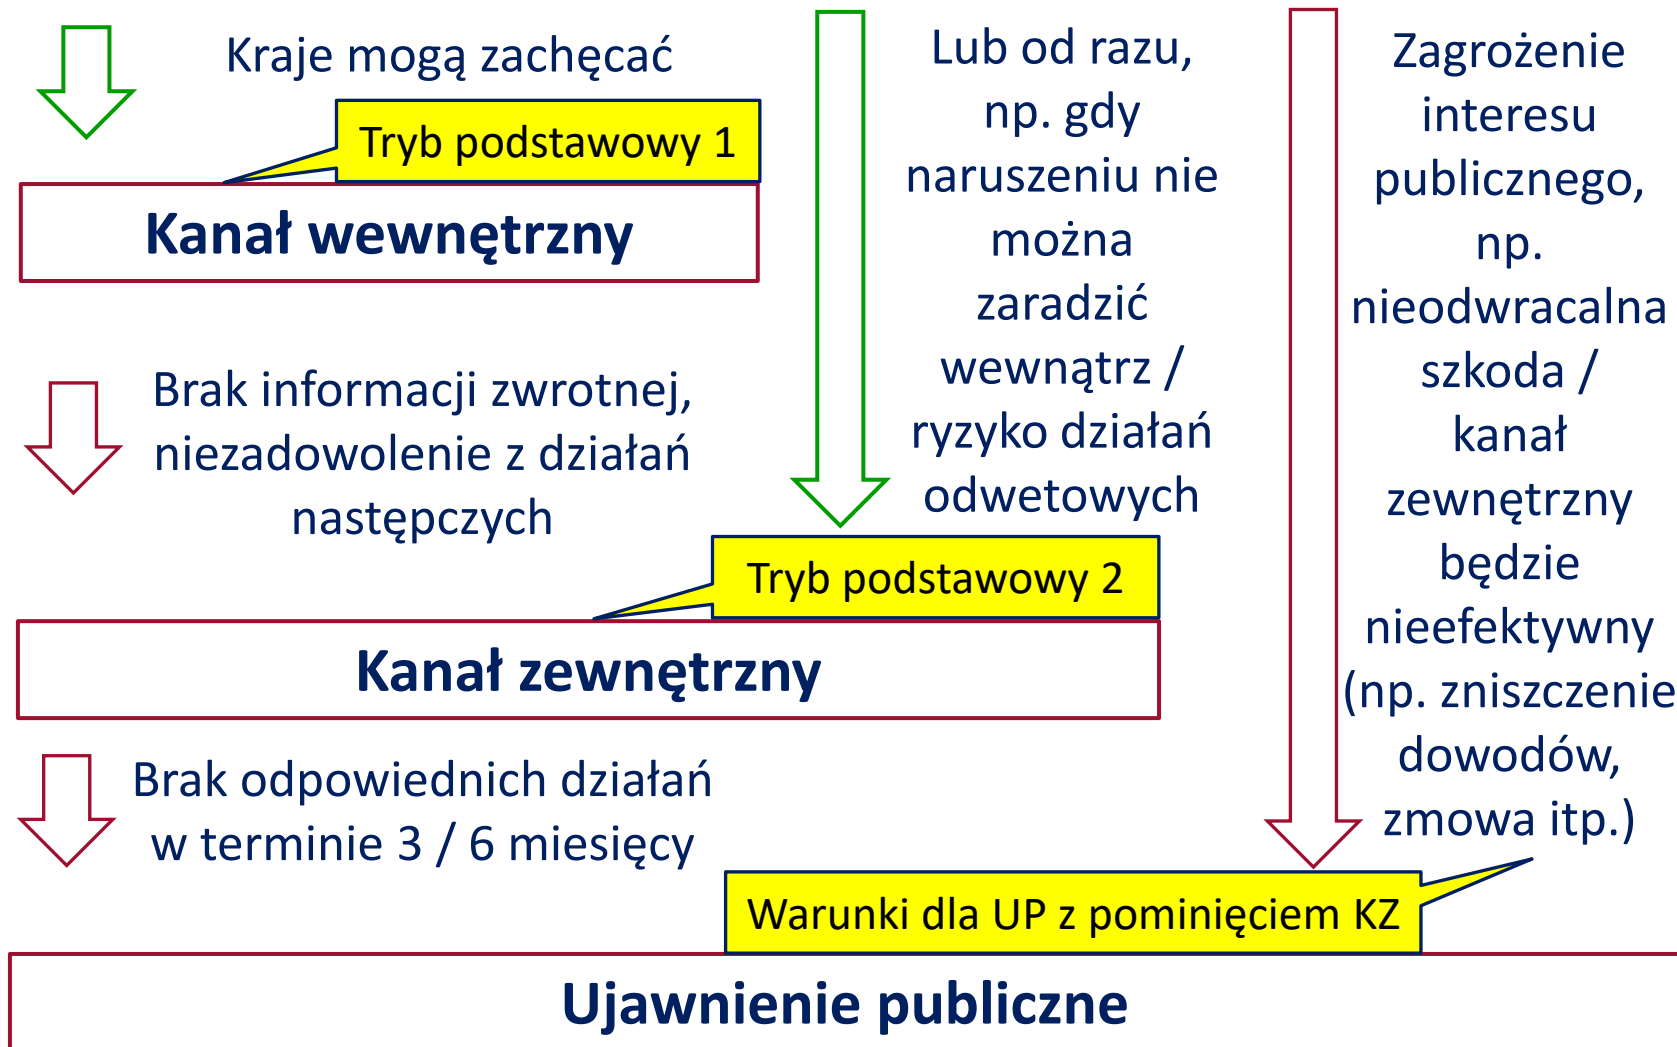 Kraje mogą zachęcać
Tryb podstawowy 1
Kanał wewnętrzny
Brak informacji zwrotnej,
niezadowolenie z działań
następczych
Lub od razu,
np. gdy
naruszeniu nie
można
zaradzić
wewnątrz /
ryzyko działań
odwetowych
Tryb podstawowy 2
Kanał zewnętrzny
Brak odpowiednich działań
w terminie 3 / 6 miesięcy
Zagrożenie
interesu
publicznego,
np.
nieodwracalna
szkoda /
kanał
zewnętrzny
będzie
nieefektywny
(np. zniszczenie
dowodów,
zmowa itp.)
Warunki dla UP z pominięciem KZ
Ujawnienie publiczne